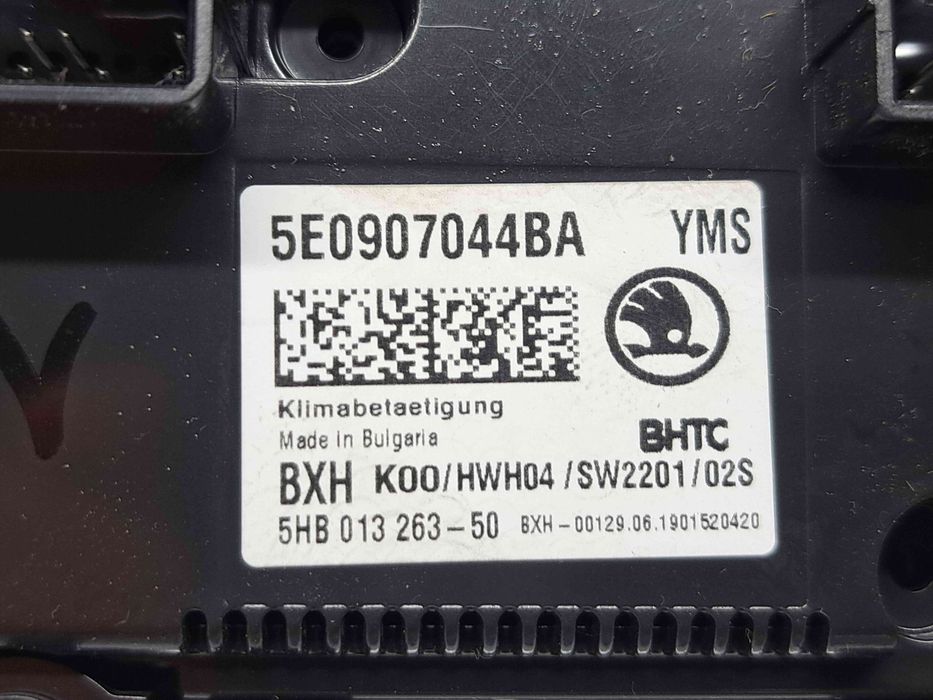 5E0907044BA YMS
Klimabetaetigung
Made in Bulgaria
BHTC
BXH K00/HWH04/SW2201/02S
5HB 013 263-50 BXH-00129.06.1901520420
Y